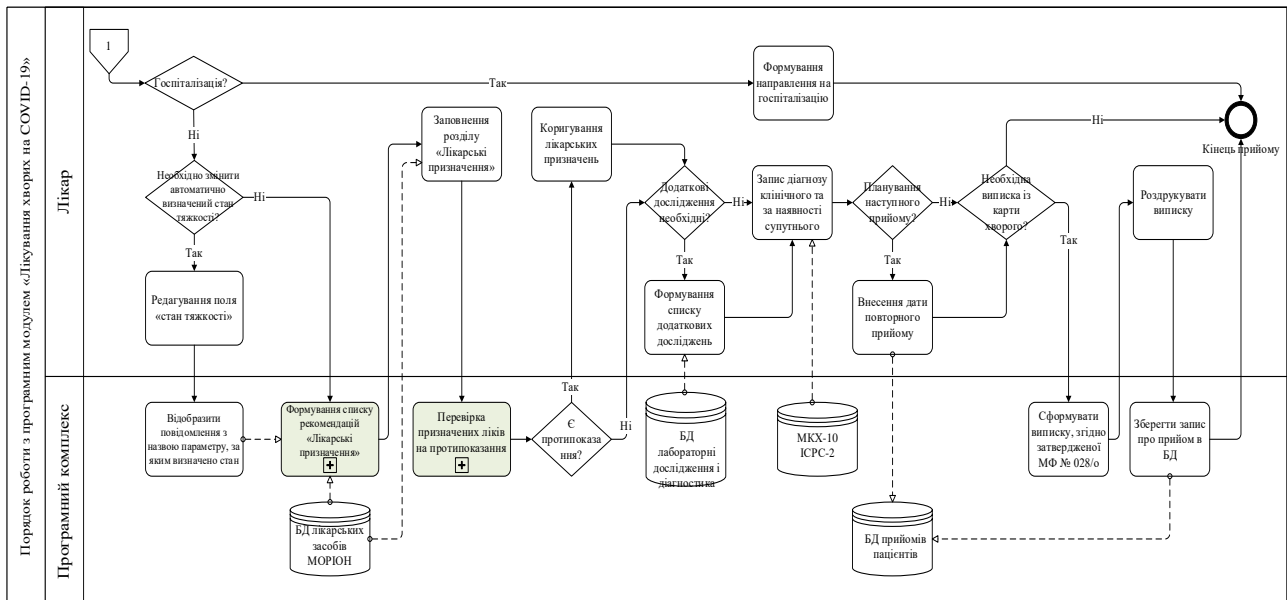 Порядок роботи з програмним модулем «Лікування хворих на COVID-19»
Лікар
1
Госпіталізація?
Так
Формування
направлення на
госпіталізацію
Кінець прийому
Ні
Необхідно змінити
автоматично
визначений стан
тяжкості?
Ні
Так
Редагування поля
«стан тяжкості»
Заповнення
розділу
«Лікарські
призначення»
Коригування
лікарських
призначень
Додаткові
дослідження
необхідні?
Ні
Так
Формування
списку
додаткових
досліджень
Запис діагнозу
клінічного та
за наявності
супутнього
Планування
наступного
прийому?
Ні
Так
Внесення дати
повторного
прийому
Необхідна
виписка із
карти
хворого?
Ні
Так
Роздрукувати
виписку
Програмний комплекс
Відобразити
повідомлення з
назвою параметру, за
яким визначено стан
Формування списку
рекомендацій
«Лікарські
призначення»
БД лікарських
засобів
МОРІОН
Перевірка
призначених ліків
на протипоказання
Є
протипоказа
ння?
Так
Ні
БД
лабораторні
дослідження і
діагностика
МКХ-10
ICPC-2
БД прийомів
пацієнтів
Сформувати
виписку, згідно
затвердженої
МФ № 028/о
Зберегти запис
про прийом в
БД